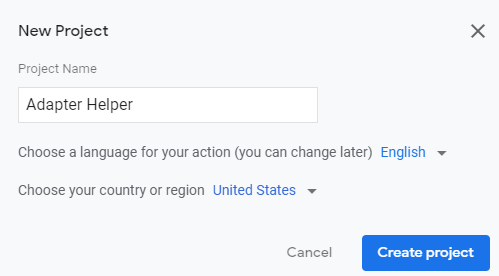 New Project
Project Name
Adapter Helper
Choose a language for your action (you can change later) English
Choose your country or region United States
Cancel Create project